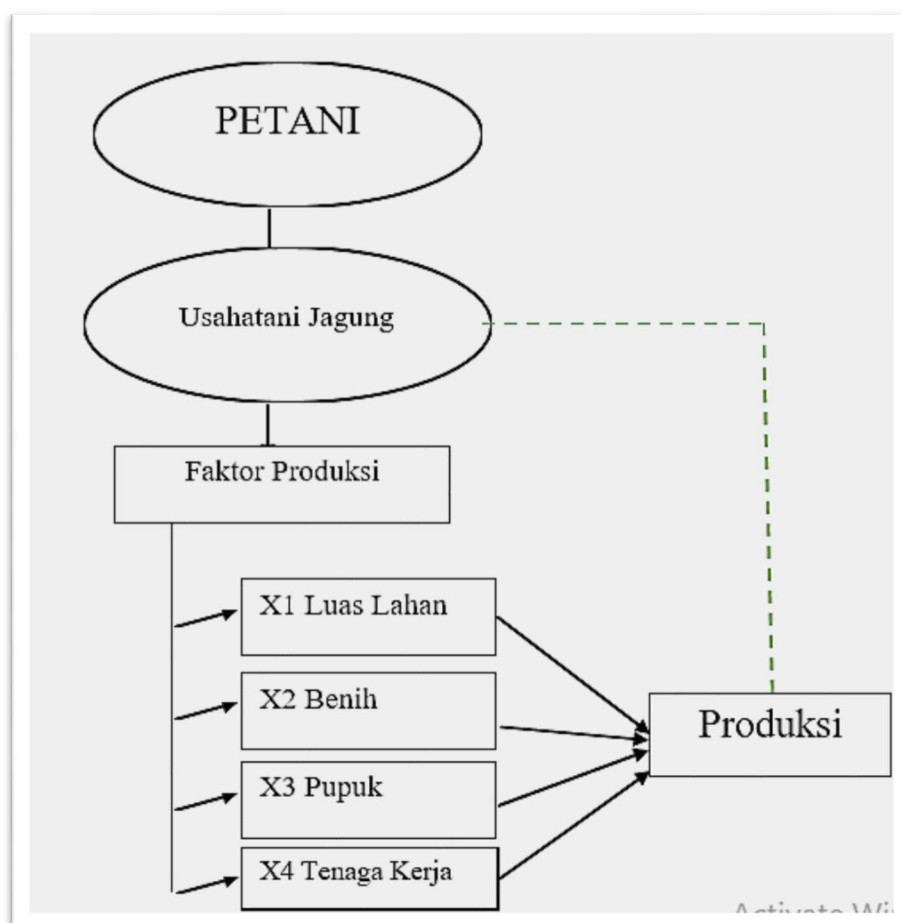 PETANI
Usahatani Jagung
Faktor Produksi
X1 Luas Lahan
X2 Benih
Produksi
X3 Pupuk
X4 Tenaga Kerja